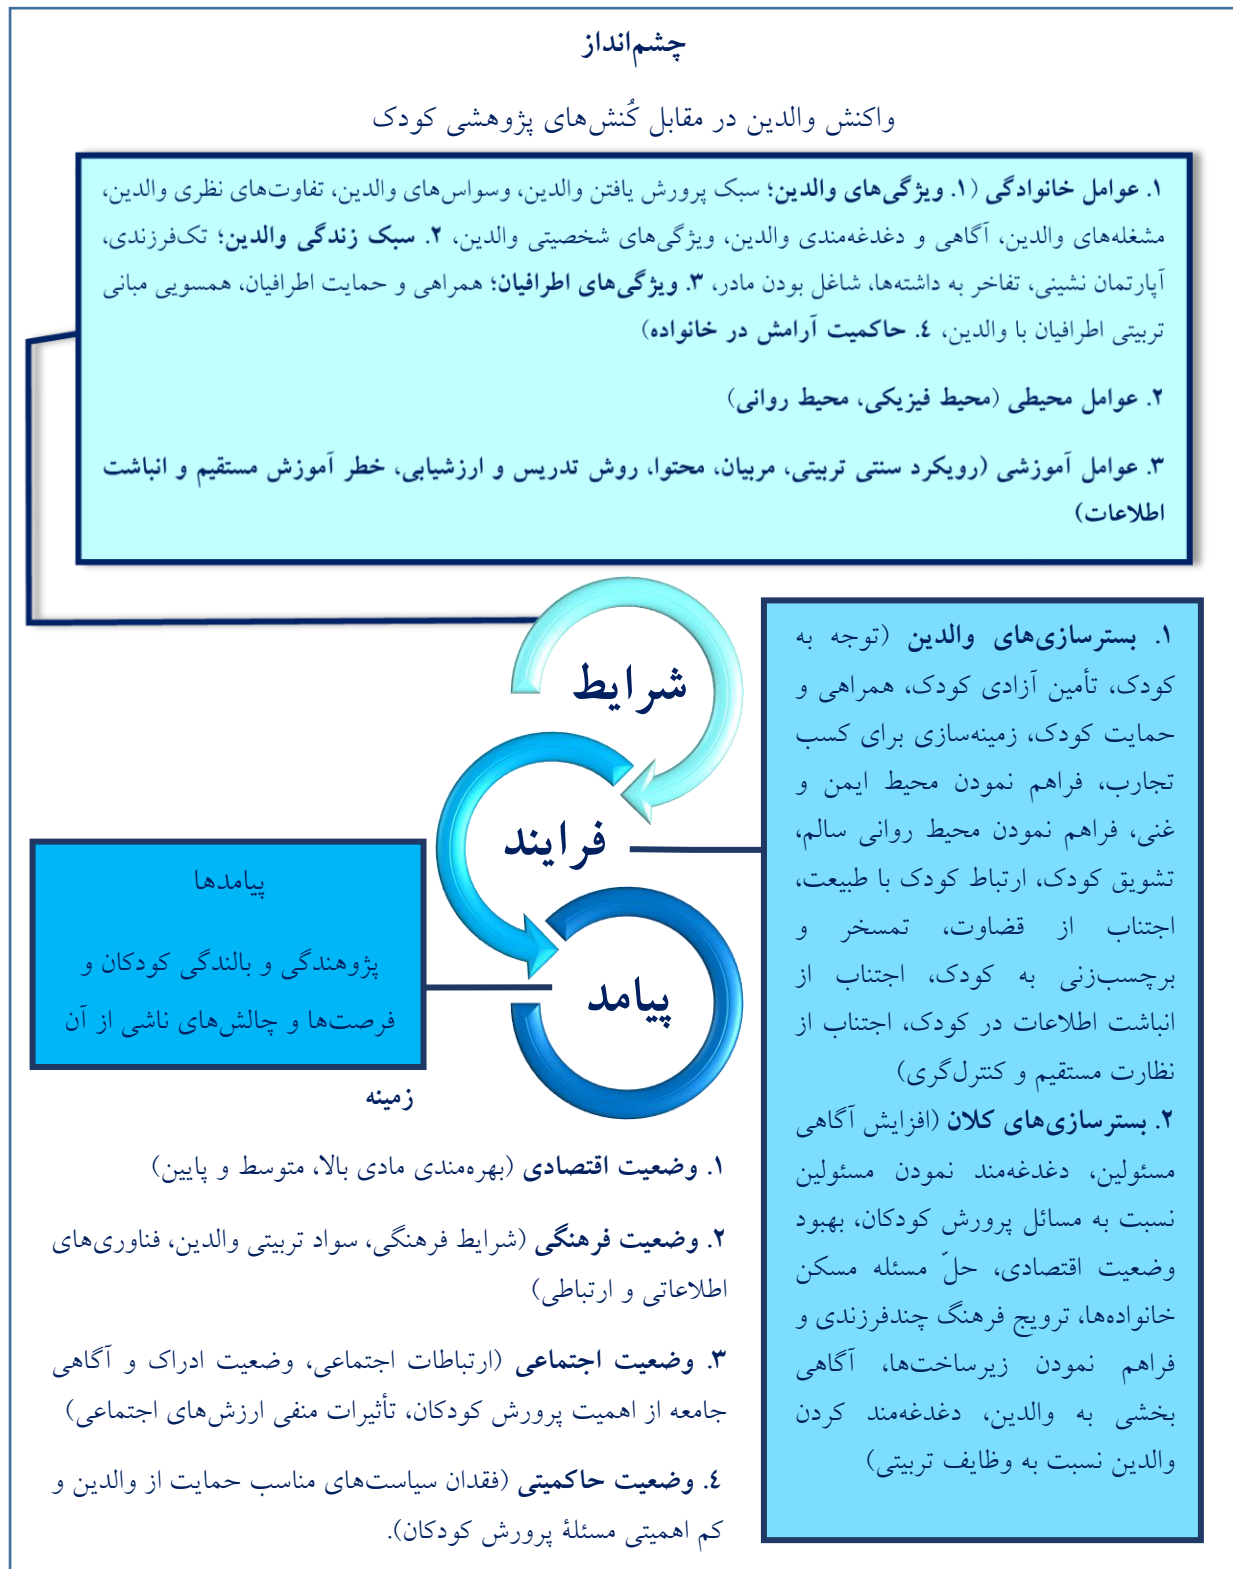 چشم‌انداز
واکنش والدین در مقابل کُنش‌های پژوهشی کودک
۱. عوامل خانوادگی (۱. ویژگی‌های والدین؛ سبک پرورش یافتن والدین، وسواس‌های والدین، تفاوت‌های نظری والدین،
مشغله‌های والدین، آگاهی و دغدغه‌مندی والدین، ویژگی‌های شخصیتی والدین، ۲. سبک زندگی والدین؛ تک‌فرزندی،
آپارتمان نشینی، تفاخر به داشته‌ها، شاغل بودن مادر، ۳. ویژگی‌های اطرافیان؛ همراهی و حمایت اطرافیان، همسویی مبانی
تربیتی اطرافیان با والدین، ٤. حاکمیت آرامش در خانواده)
۲. عوامل محیطی (محیط فیزیکی، محیط روانی)
۳. عوامل آموزشی (رویکرد سنتی تربیتی، مربیان، محتوا، روش تدریس و ارزشیابی، خطر آموزش مستقیم و انباشت
اطلاعات)
شرایط
فرایند
پیامد
۱. بسترسازی‌های والدین (توجه به
کودک، تأمین آزادی کودک، همراهی و
حمایت کودک، زمینه‌سازی برای کسب
تجارب، فراهم نمودن محیط ایمن و
غنی، فراهم نمودن محیط روانی سالم،
تشویق کودک، ارتباط کودک با طبیعت،
اجتناب از قضاوت، تمسخر و
برچسب‌زنی به کودک، اجتناب از
انباشت اطلاعات در کودک، اجتناب از
نظارت مستقیم و کنترل‌گری)
۲. بسترسازی‌های کلان (افزایش آگاهی
مسئولین، دغدغه‌مند نمودن مسئولین
نسبت به مسائل پرورش کودکان، بهبود
وضعیت اقتصادی، حلّ مسئله مسکن
خانواده‌ها، ترویج فرهنگ چندفرزندی و
فراهم نمودن زیرساخت‌ها، آگاهی
بخشی به والدین، دغدغه‌مند کردن
والدین نسبت به وظایف تربیتی)
پیامدها
پژوهندگی و بالندگی کودکان و
فرصت‌ها و چالش‌های ناشی از آن
زمینه
۱. وضعیت اقتصادی (بهره‌مندی مادی بالا، متوسط و پایین)
۲. وضعیت فرهنگی (شرایط فرهنگی، سواد تربیتی والدین، فناوری‌های
اطلاعاتی و ارتباطی)
۳. وضعیت اجتماعی (ارتباطات اجتماعی، وضعیت ادراک و آگاهی
جامعه از اهمیت پرورش کودکان، تأثیرات منفی ارزش‌های اجتماعی)
٤. وضعیت حاکمیتی (فقدان سیاست‌های مناسب حمایت از والدین و
کم اهمیتی مسئلهٔ پرورش کودکان).